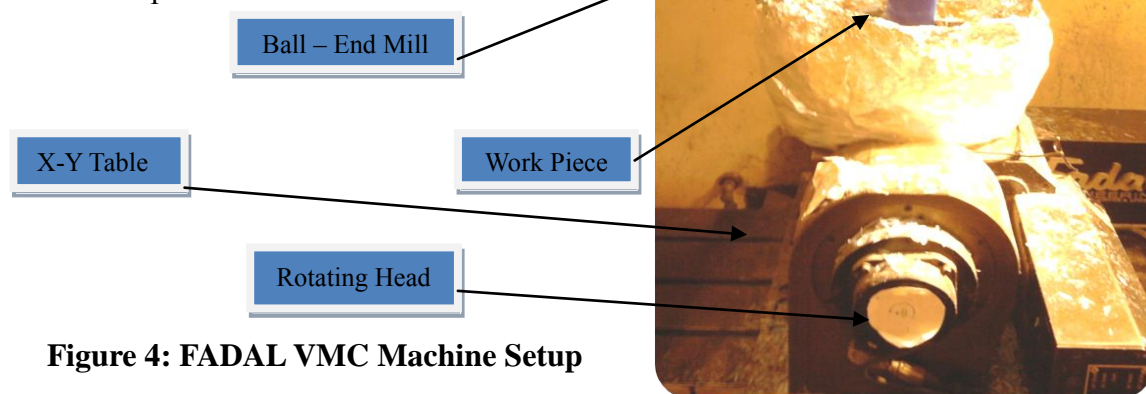 Ball – End Mill
X-Y Table
Work Piece
Rotating Head
Figure 4: FADAL VMC Machine Setup